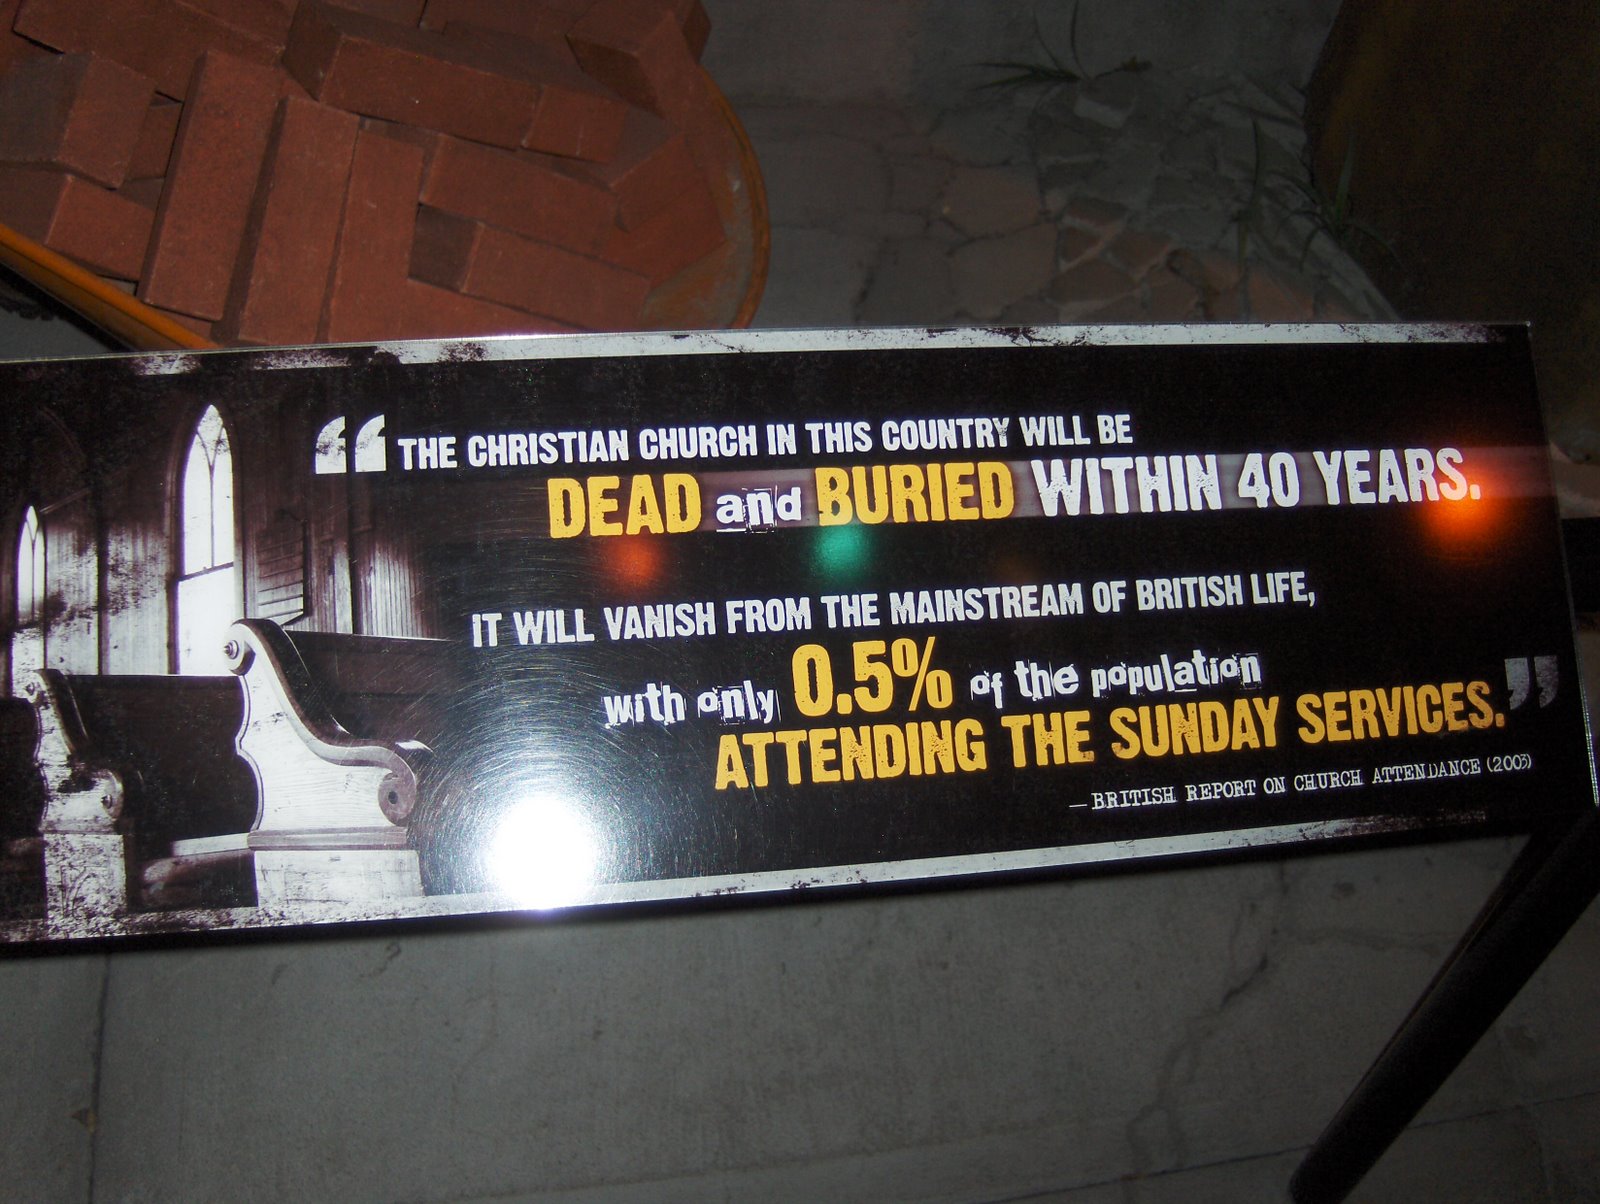 “THE CHRISTIAN CHURCH IN THIS COUNTRY WILL BE
DEAD and BURIED WITHIN 40 YEARS.
IT WILL VANISH FROM THE MAINSTREAM OF BRITISH LIFE,
with only 0.5% of the population
ATTENDING THE SUNDAY SERVICES.”
—BRITISH REPORT ON CHURCH ATTENDANCE (2003)